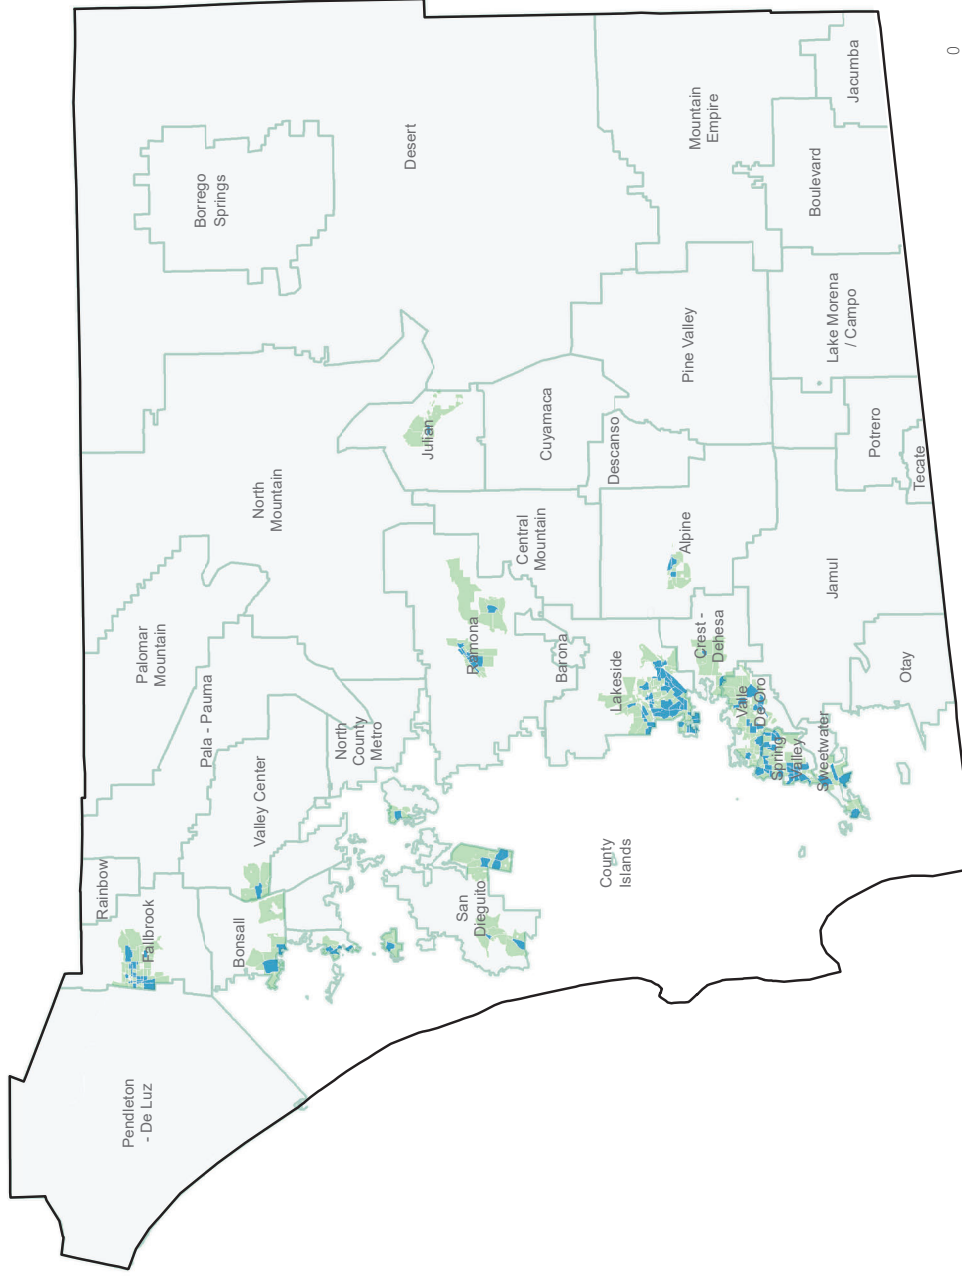 Pendleton
- De Luz
Fallbrook
Rainbow
Bonsall
Pala - Pauma
Palomar
Mountain
Valley Center
North
County
Metro
North
Mountain
Borrego
Springs
Desert
San
Dieguito
Ramona
Julian
Central
Mountain
Cuyamaca
Descanso
Barona
County
Islands
Lakeside
Alpine
Pine Valley
Mountain
Empire
Crest -
Dehesa
Valle
De Oro
Spring
Valley
Sweetwater
Jamul
Otay
Lake Morena
/ Campo
Potrero
Tecate
Boulevard
Jacumba
0